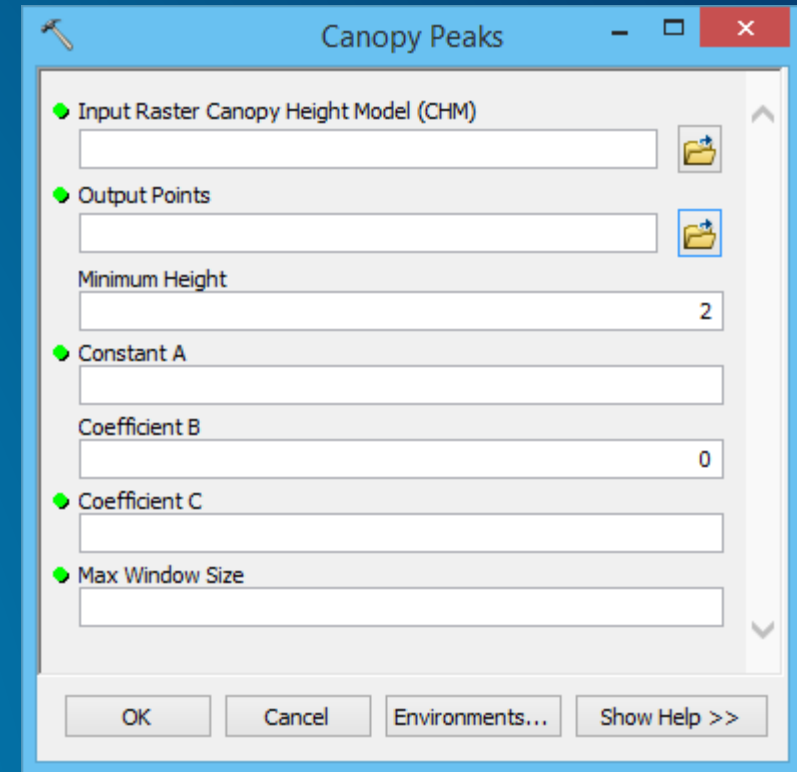 Canopy Peaks
Input Raster Canopy Height Model (CHM)
Output Points
Minimum Height
2
Constant A
Coefficient B
0
Coefficient C
Max Window Size
OK Cancel Environments... Show Help >>